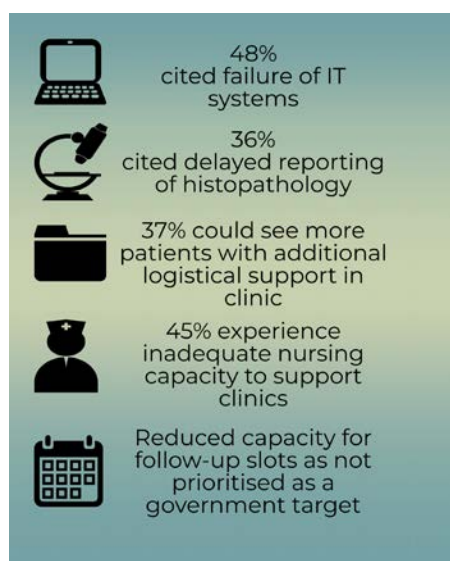 48%
cited failure of IT
systems
36%
cited delayed reporting
of histopathology
37% could see more
patients with additional
logistical support in
clinic
45% experience
inadequate nursing
capacity to support
clinics
Reduced capacity for
follow-up slots as not
prioritised as a
government target